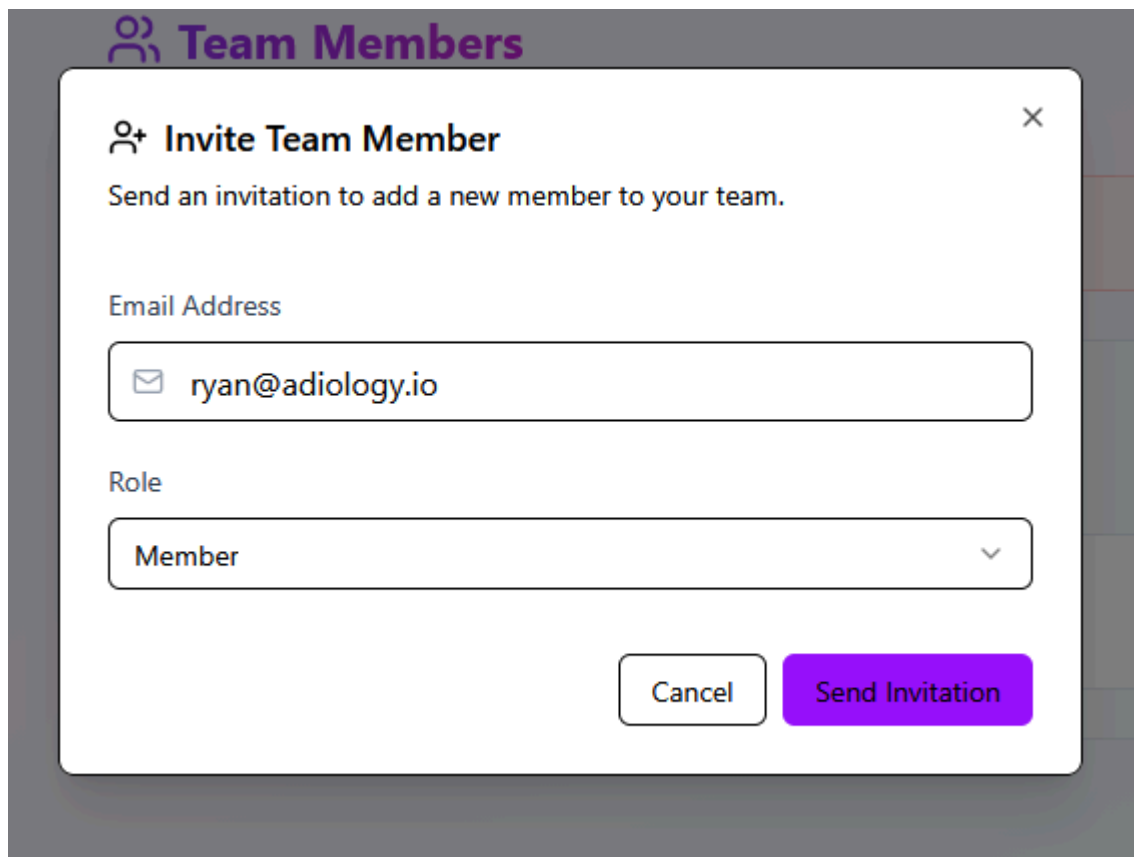 Team Members
Invite Team Member
Send an invitation to add a new member to your team.
Email Address
ryan@adiology.io
Role
Member
Cancel
Send Invitation